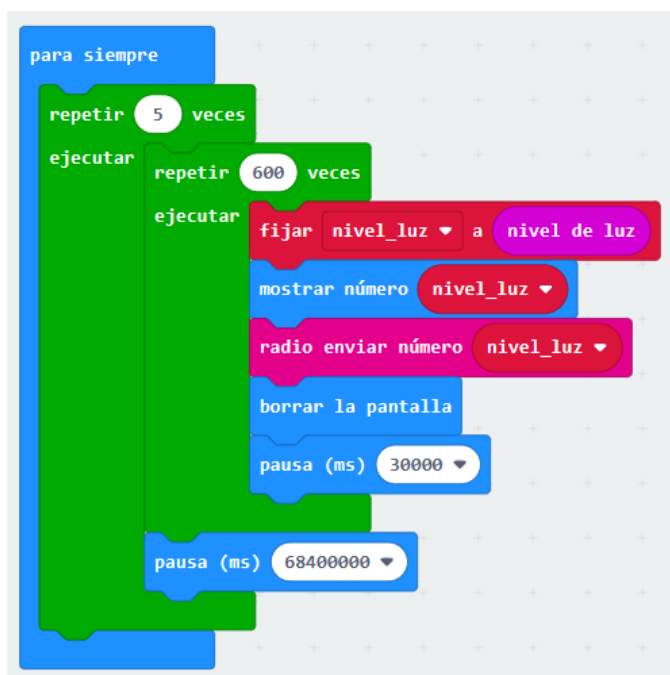 para siempre
repetir 5 veces
ejecutar
repetir 600 veces
ejecutar
fijar nivel_luz a nivel de luz
mostrar número nivel_luz
radio enviar número nivel_luz
borrar la pantalla
pausa (ms) 30000
pausa (ms) 68400000